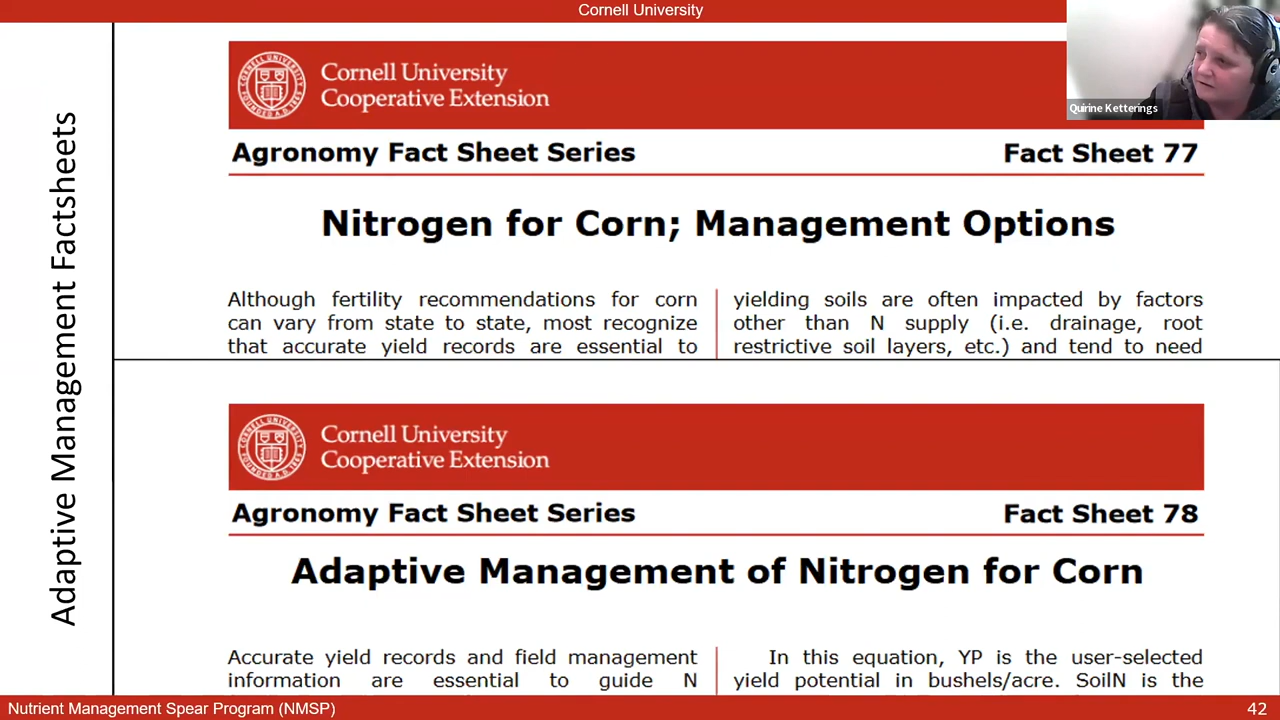 Cornell University
Quirine Ketterings
Adaptive Management Factsheets
Cornell University
Cooperative Extension
Agronomy Fact Sheet Series
Fact Sheet 77
Nitrogen for Corn; Management Options
Although fertility recommendations for corn
can vary from state to state, most recognize
that accurate yield records are essential to
yielding soils are often impacted by factors
other than N supply (i.e. drainage, root
restrictive soil layers, etc.) and tend to need
Cornell University
Cooperative Extension
Agronomy Fact Sheet Series
Fact Sheet 78
Adaptive Management of Nitrogen for Corn
Accurate yield records and field management
information are essential to guide N
In this equation, YP is the user-selected
yield potential in bushels/acre. SoilN is the
Nutrient Management Spear Program (NMSP)
42